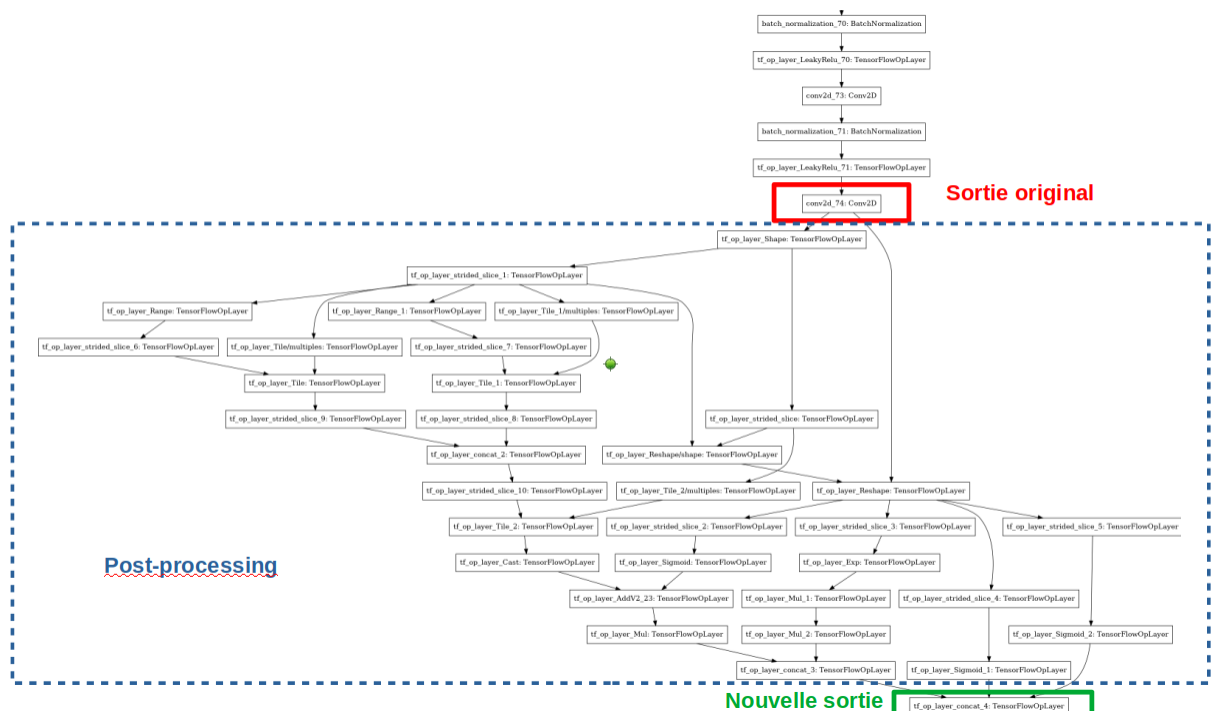 batch_normalization_70: BatchNormalization
tf_op_layer_LeakyRelu_70: TensorFlowOpLayer
conv2d_73: Conv2D
batch_normalization_71: BatchNormalization
tf_op_layer_LeakyRelu_71: TensorFlowOpLayer
Sortie original
conv2d_74: Conv2D
tf_op_layer_Shape: TensorFlowOpLayer
tf_op_layer_strided_slice_1: TensorFlowOpLayer
tf_op_layer_Range: TensorFlowOpLayer
tf_op_layer_Range_1: TensorFlowOpLayer
tf_op_layer_Tile_1/multiples: TensorFlowOpLayer
tf_op_layer_strided_slice_6: TensorFlowOpLayer
tf_op_layer_Tile/multiples: TensorFlowOpLayer
tf_op_layer_strided_slice_7: TensorFlowOpLayer
tf_op_layer_Tile: TensorFlowOpLayer
tf_op_layer_Tile_1: TensorFlowOpLayer
tf_op_layer_strided_slice_9: TensorFlowOpLayer
tf_op_layer_strided_slice_8: TensorFlowOpLayer
tf_op_layer_strided_slice: TensorFlowOpLayer
tf_op_layer_concat_2: TensorFlowOpLayer
tf_op_layer_Reshape/shape: TensorFlowOpLayer
tf_op_layer_strided_slice_10: TensorFlowOpLayer
tf_op_layer_Tile_2/multiples: TensorFlowOpLayer
tf_op_layer_Reshape: TensorFlowOpLayer
tf_op_layer_Tile_2: TensorFlowOpLayer
tf_op_layer_strided_slice_2: TensorFlowOpLayer
tf_op_layer_strided_slice_3: TensorFlowOpLayer
tf_op_layer_strided_slice_5: TensorFlowOpLayer
Post-processing
tf_op_layer_Cast: TensorFlowOpLayer
tf_op_layer_Sigmoid: TensorFlowOpLayer
tf_op_layer_Exp: TensorFlowOpLayer
tf_op_layer_AddV2_23: TensorFlowOpLayer
tf_op_layer_Mul_1: TensorFlowOpLayer
tf_op_layer_strided_slice_4: TensorFlowOpLayer
tf_op_layer_Mul: TensorFlowOpLayer
tf_op_layer_Mul_2: TensorFlowOpLayer
tf_op_layer_Sigmoid_2: TensorFlowOpLayer
tf_op_layer_concat_3: TensorFlowOpLayer
tf_op_layer_Sigmoid_1: TensorFlowOpLayer
Nouvelle sortie
tf_op_layer_concat_4: TensorFlowOpLayer